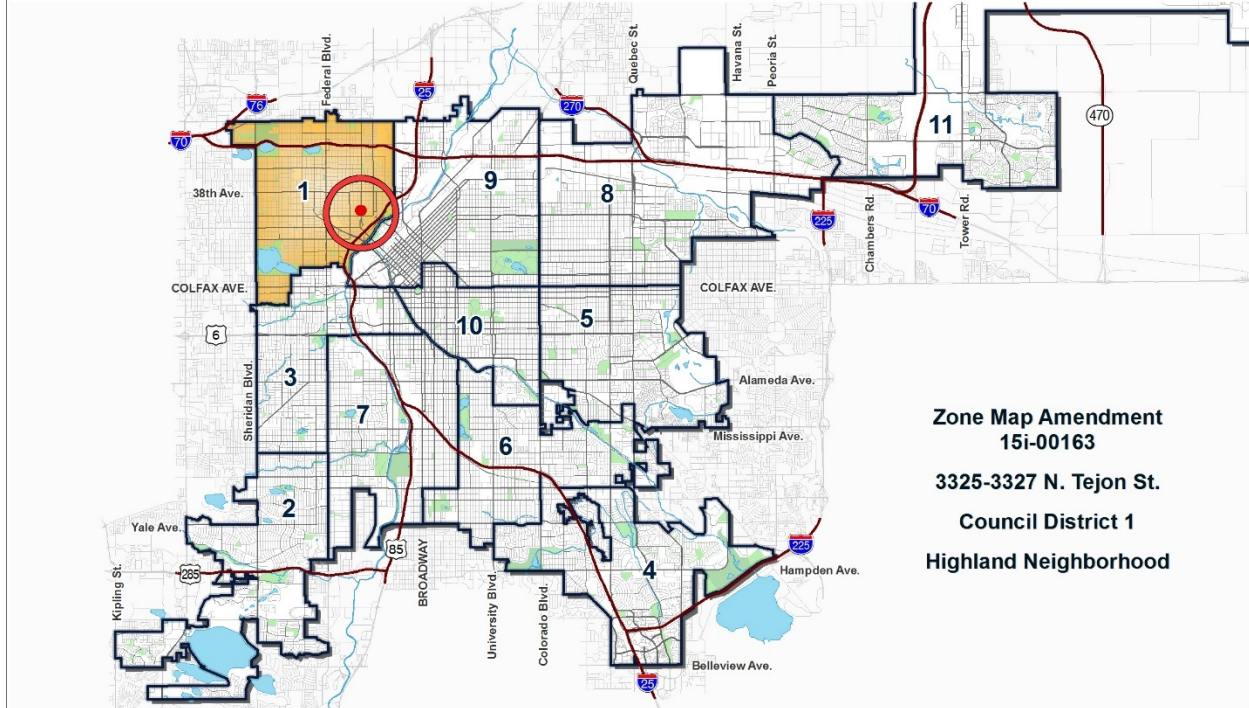 Federal Blvd.
25
Quebec St.
Havana St.
Peoria St.
76
270
70
470
11
38th Ave.
1
9
8
225
Chambers Rd.
70
Tower Rd.
COLFAX AVE.
COLFAX AVE.
6
10
5
Sheridan Blvd.
3
7
Alameda Ave.
Mississippi Ave.
6
2
Yale Ave.
85
BROADWAY
University Blvd.
Colorado Blvd.
4
225
Hampden Ave.
285
Kipling St.
Belleview Ave.
25
Zone Map Amendment
15i-00163
3325-3327 N. Tejon St.
Council District 1
Highland Neighborhood